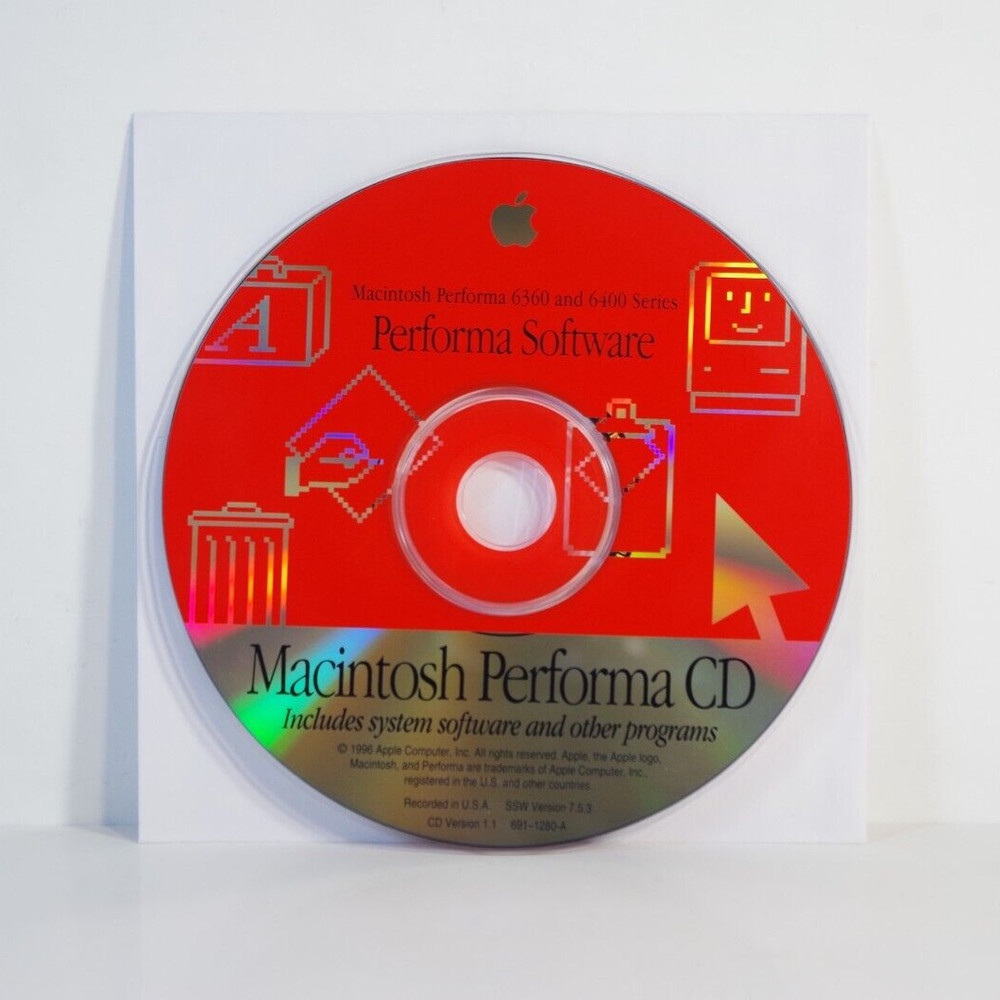 Macintosh Performa 6360 and 6400 Series
Performa Software
A
Macintosh Performa CD
Includes system software and other programs
© 1996 Apple Computer, Inc. All rights reserved. Apple, the Apple logo,
Macintosh, and Performa are trademarks of Apple Computer, Inc.,
registered in the U.S. and other countries.
Recorded in U.S.A. SSW Version 7.5.3
CD Version 1.1 691-1280-A